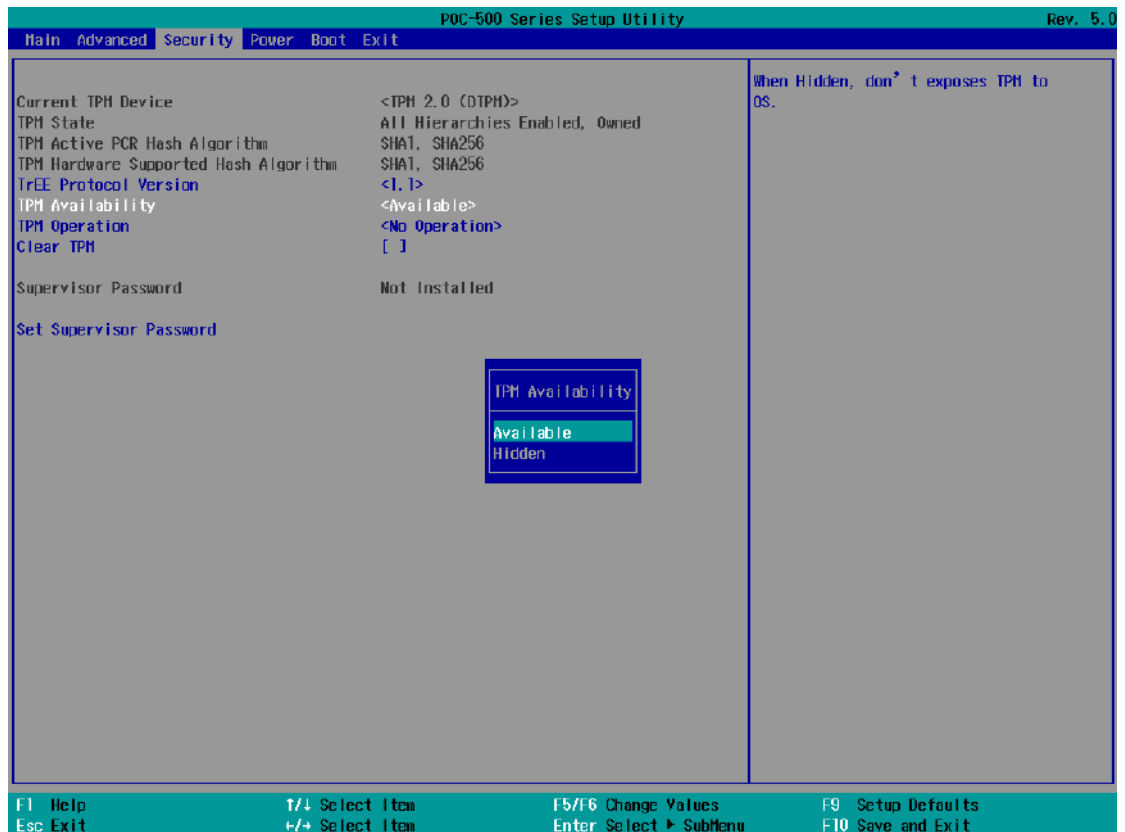 POC-500 Series Setup Utility Rev. 5.0
Main Advanced Security Power Boot Exit
When Hidden, don’t exposes TPM to
OS.
Current TPM Device <TPM 2.0 (DTPM)>
TPM State All Hierarchies Enabled, Owned
TPM Active PCR Hash Algorithm SHA1, SHA256
TPM Hardware Supported Hash Algorithm SHA1, SHA256
TrEE Protocol Version <1.1>
TPM Availability <Available>
TPM Operation <No Operation>
Clear TPM [ ]
Supervisor Password Not Installed
Set Supervisor Password
TPM Availability
Available
Hidden
F1 Help ↑/↓ Select Item F5/F6 Change Values F9 Setup Defaults
Esc Exit ←/→ Select Item Enter Select ▶ SubMenu F10 Save and Exit